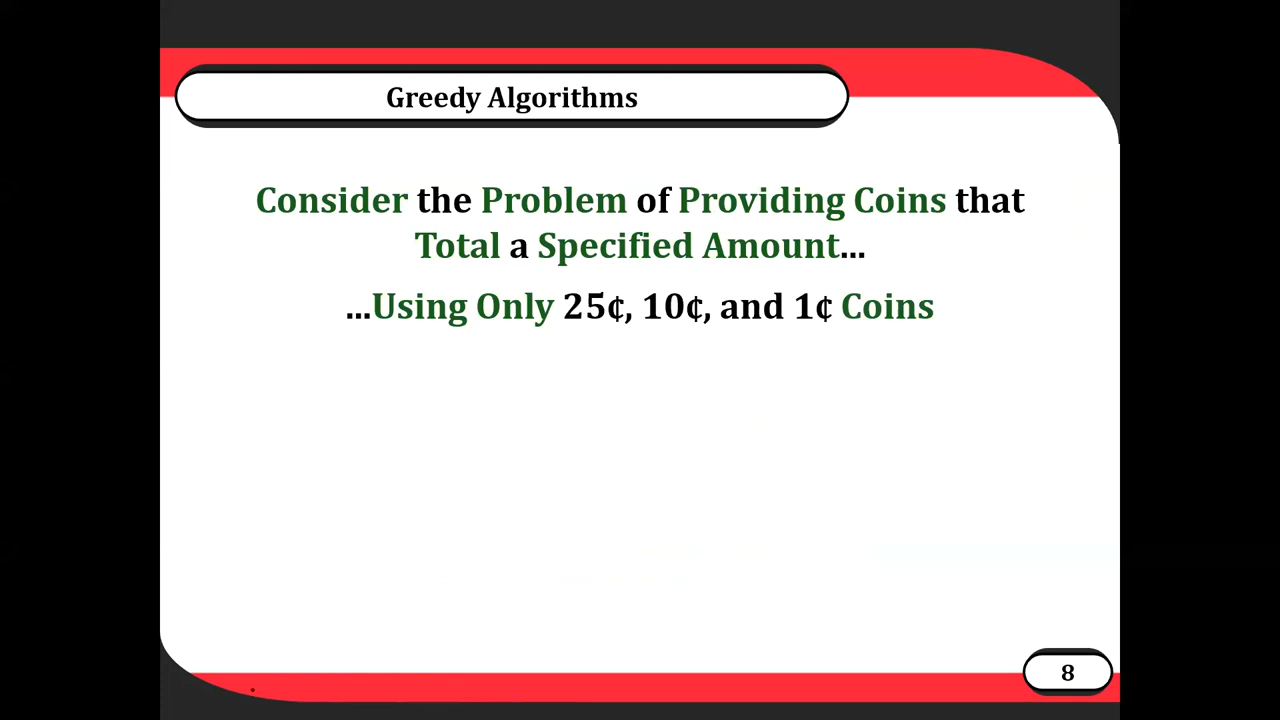 Greedy Algorithms
Consider the Problem of Providing Coins that
Total a Specified Amount...
...Using Only 25¢, 10¢, and 1¢ Coins
8